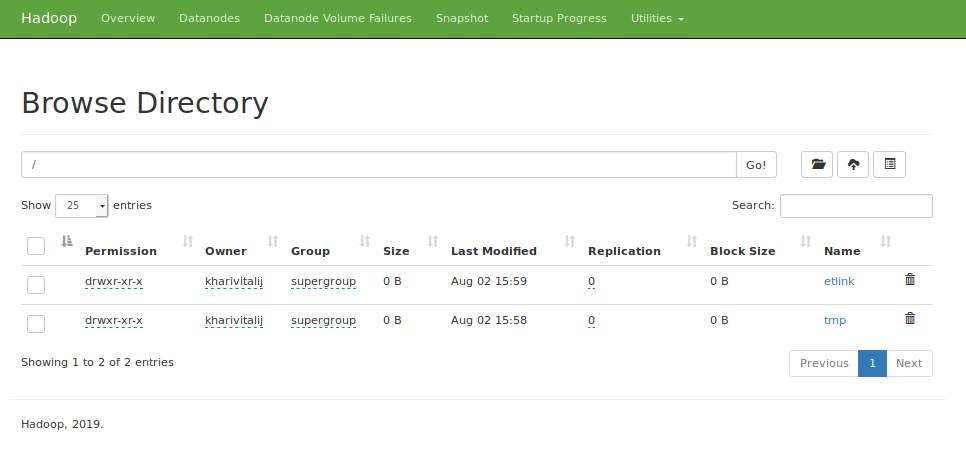 Hadoop Overview Datanodes Datanode Volume Failures Snapshot Startup Progress Utilities
Browse Directory
/ Go!
Show 25 entries Search:
Permission Owner Group Size Last Modified Replication Block Size Name
drwxr-xr-x kharivitalij supergroup 0 B Aug 02 15:59 0 0 B etlink
drwxr-xr-x kharivitalij supergroup 0 B Aug 02 15:58 0 0 B tmp
Showing 1 to 2 of 2 entries Previous 1 Next
Hadoop, 2019.